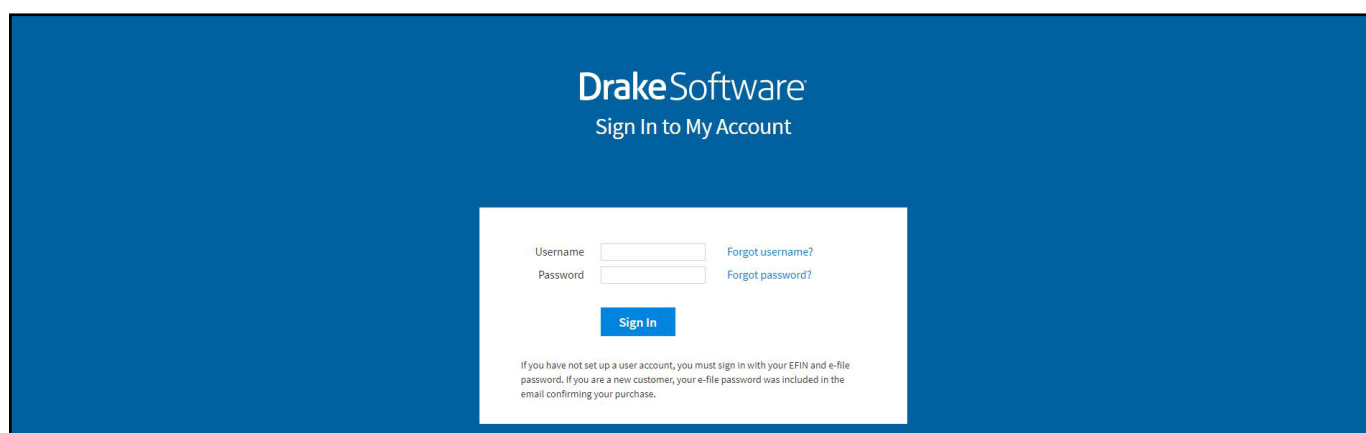 DrakeSoftware
Sign In to My Account
Username Forgot username?
Password Forgot password?
Sign In
If you have not set up a user account, you must sign in with your EFIN and e-file
password. If you are a new customer, your e-file password was included in the
email confirming your purchase.